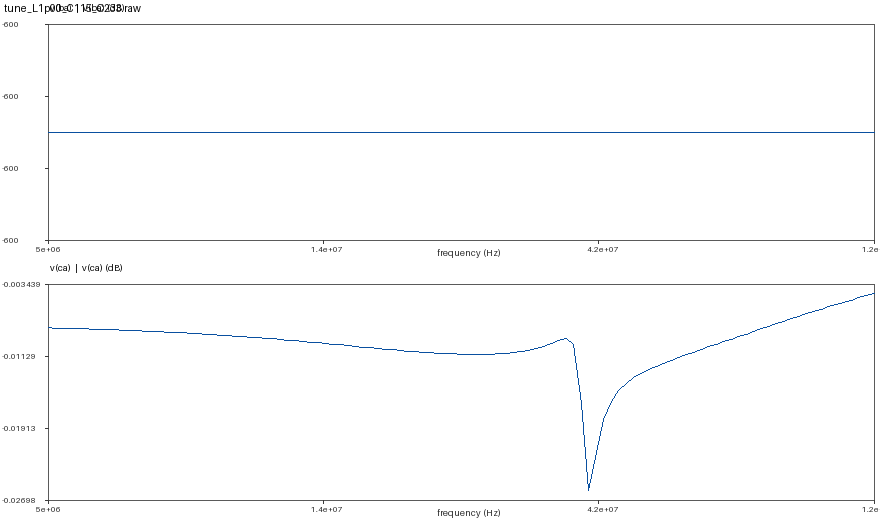 -600
-600
-600
-600
5e+06
1.4e+07
frequency (Hz)
4.2e+07
1.2e
v(ca) | v(ca) (dB)
-0.003439
-0.01129
-0.01913
-0.02698
5e+06
1.4e+07
frequency (Hz)
4.2e+07
1.2e